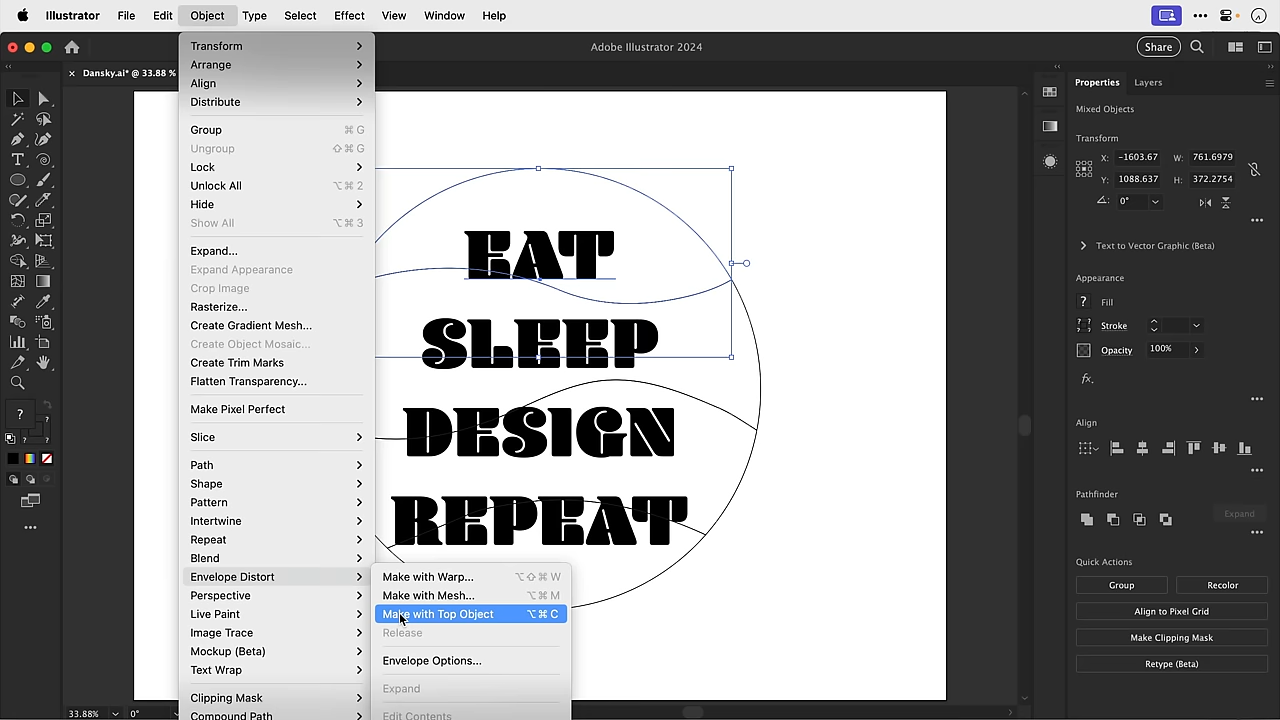 Illustrator File Edit Object Type Select Effect View Window Help
Adobe Illustrator 2024
Share
Dansky.ai* @ 33.88 %
Transform
Arrange
Align
Distribute
Group ⌘ G
Ungroup ⇧ ⌘ G
Lock
Unlock All ⌥ ⌘ 2
Hide
Show All ⌥ ⌘ 3
Expand...
Expand Appearance
Crop Image
Rasterize...
Create Gradient Mesh...
Create Object Mosaic...
Create Trim Marks
Flatten Transparency...
Make Pixel Perfect
Slice
Path
Shape
Pattern
Intertwine
Repeat
Blend
Envelope Distort
Perspective
Live Paint
Image Trace
Mockup (Beta)
Text Wrap
Clipping Mask
Compound Path
Make with Warp... ⌥ ⇧ ⌘ W
Make with Mesh... ⌥ ⌘ M
Make with Top Object ⌥ ⌘ C
Release
Envelope Options...
Expand
Edit Contents
EAT
SLEEP
DESIGN
REPEAT
Properties Layers
Mixed Objects
Transform
X: -1603.67 W: 761.6979
Y: 1088.637 H: 372.2754
0°
Text to Vector Graphic (Beta)
Appearance
? Fill
Stroke
Opacity 100%
fx.
Align
Pathfinder
Expand
Quick Actions
Group Recolor
Align to Pixel Grid
Make Clipping Mask
Retype (Beta)
33.88% 0°